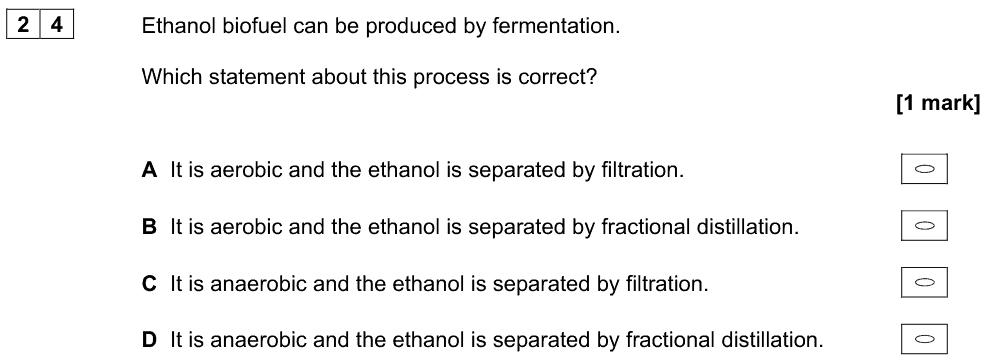 2 4 Ethanol biofuel can be produced by fermentation.
Which statement about this process is correct?
[1 mark]
A It is aerobic and the ethanol is separated by filtration.
B It is aerobic and the ethanol is separated by fractional distillation.
C It is anaerobic and the ethanol is separated by filtration.
D It is anaerobic and the ethanol is separated by fractional distillation.